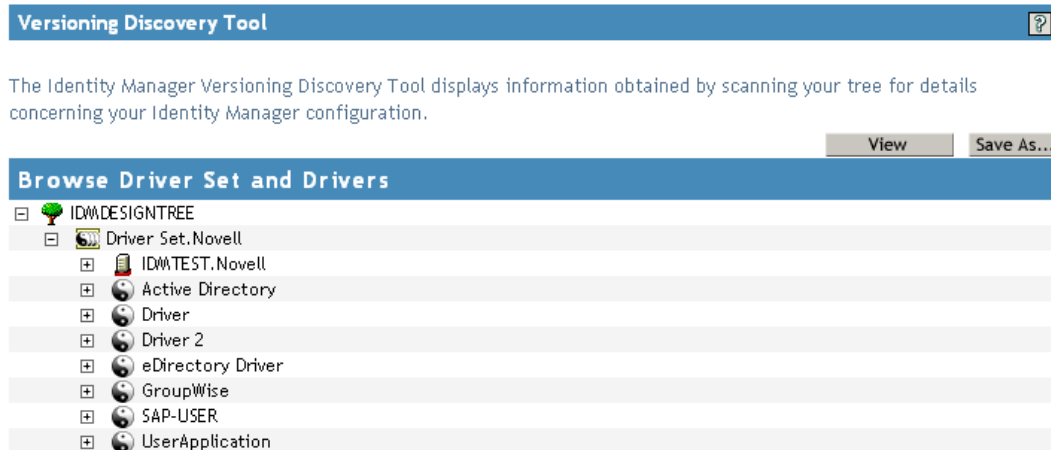 Versioning Discovery Tool
?
The Identity Manager Versioning Discovery Tool displays information obtained by scanning your tree for details
concerning your Identity Manager configuration.
View Save As...
Browse Driver Set and Drivers
IDMDESIGNTREE
Driver Set.Novell
IDMTEST.Novell
Active Directory
Driver
Driver 2
eDirectory Driver
GroupWise
SAP-USER
UserApplication